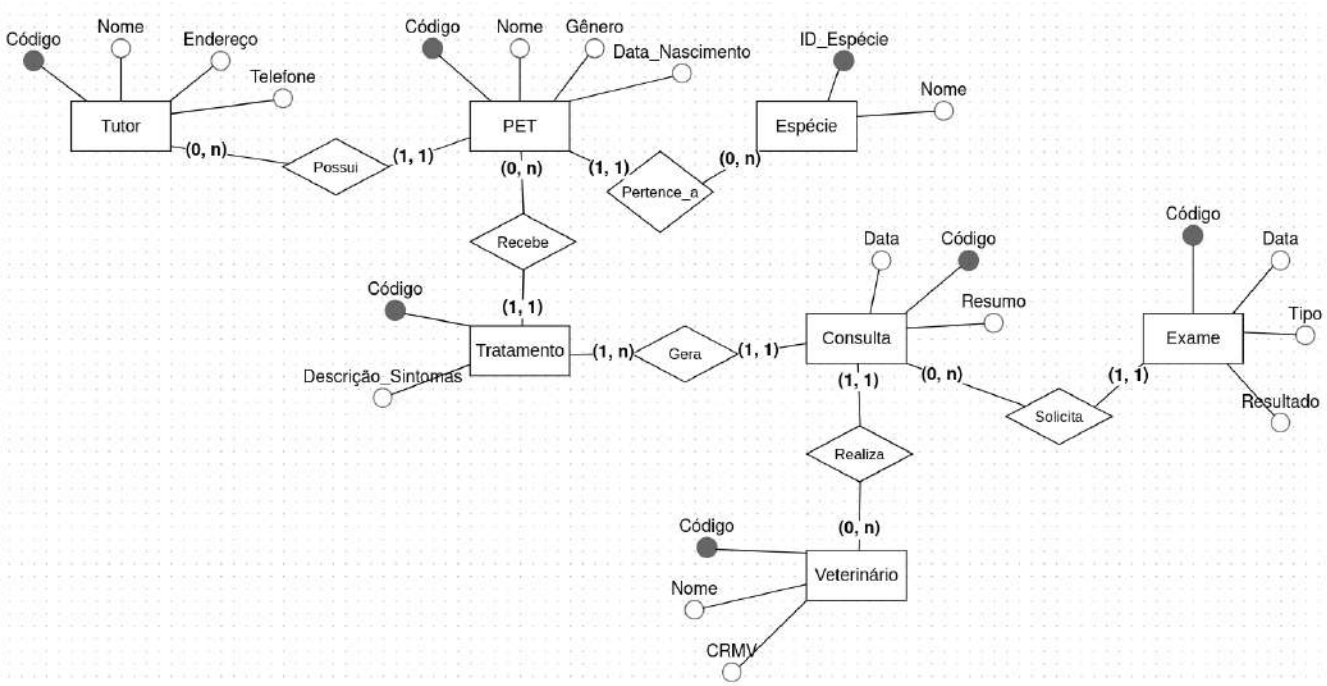 Código
Nome
Endereço
Telefone
Tutor
(0, n)
Possui
(1, 1)
Código
Nome
Gênero
Data_Nascimento
PET
(0, n)
(1, 1)
Pertence_a
(0, n)
ID_Espécie
Nome
Espécie
Recebe
(1, 1)
Código
Tratamento
Descrição_Sintomas
(1, n)
Gera
(1, 1)
Data
Código
Resumo
Consulta
(1, 1)
(0, n)
Solicita
(1, 1)
Código
Data
Tipo
Exame
Resultado
Realiza
(0, n)
Código
Veterinário
Nome
CRMV